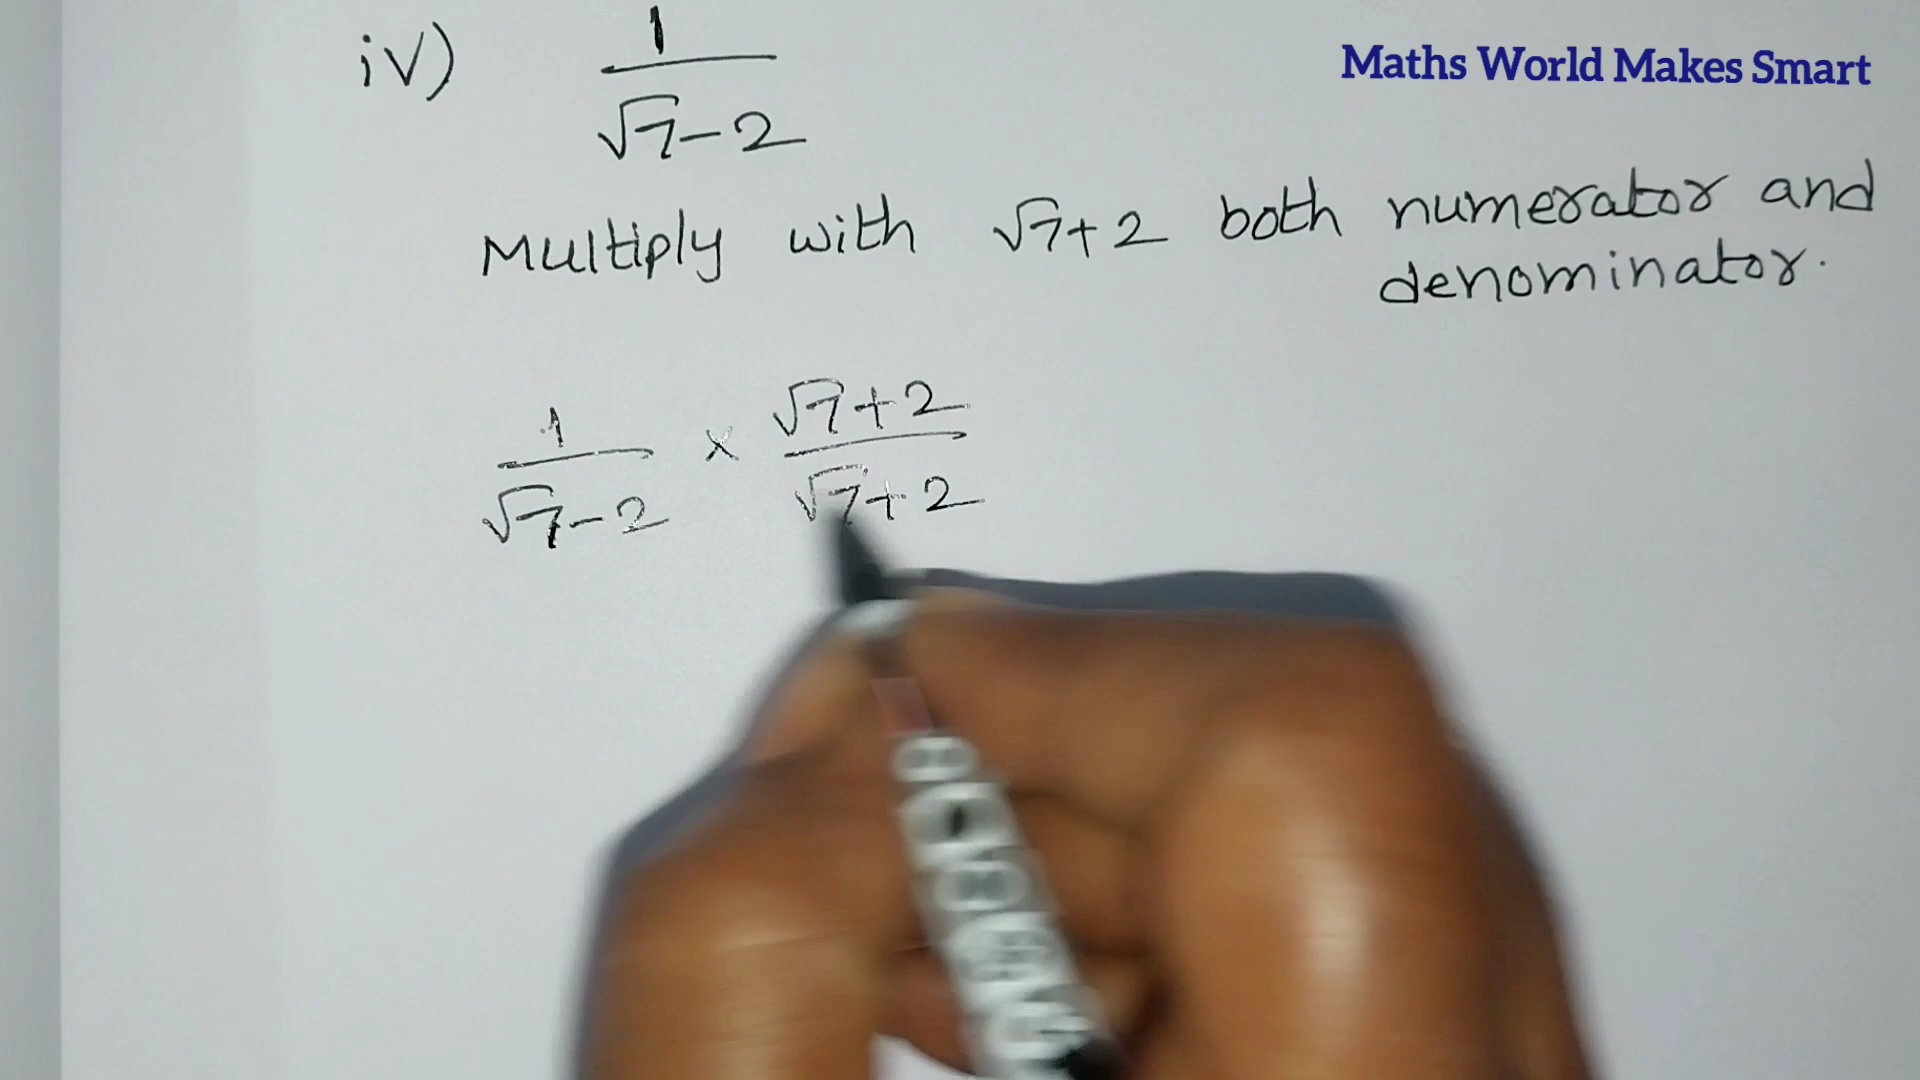 iv) 1
√7-2
Maths World Makes Smart
Multiply with √7+2 both numerator and
denominator.
1 × √7+2
√7-2 √7+2